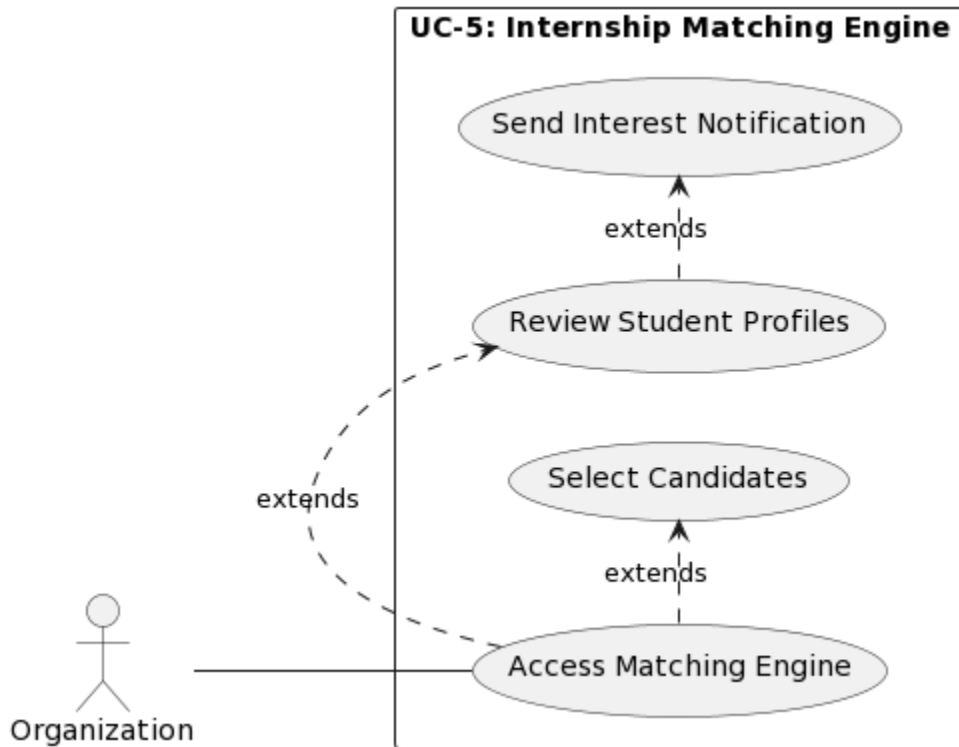 UC-5: Internship Matching Engine
Send Interest Notification
extends
Review Student Profiles
Select Candidates
extends
extends
Access Matching Engine
Organization